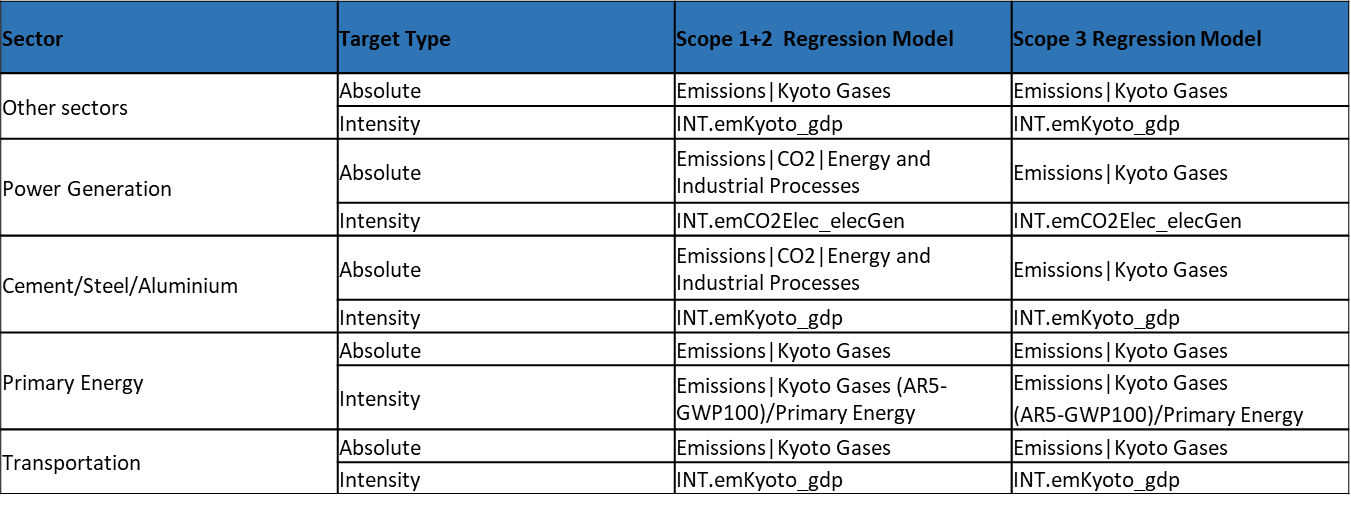 Sector Target Type Scope 1+2  Regression Model Scope 3 Regression Model
Other sectors
Absolute Emissions|Kyoto Gases Emissions|Kyoto Gases
Intensity INT.emKyoto_gdp INT.emKyoto_gdp
Power Generation
Absolute
Emissions|CO2|Energy and
Industrial Processes
Emissions|Kyoto Gases
Intensity INT.emCO2Elec_elecGen INT.emCO2Elec_elecGen
Cement/Steel/Aluminium
Absolute
Emissions|CO2|Energy and
Industrial Processes
Emissions|Kyoto Gases
Intensity INT.emKyoto_gdp INT.emKyoto_gdp
Primary Energy
Absolute Emissions|Kyoto Gases Emissions|Kyoto Gases
Intensity
Emissions|Kyoto Gases (AR5-
GWP100)/Primary Energy
Emissions|Kyoto Gases
(AR5-GWP100)/Primary Energy
Transportation
Absolute Emissions|Kyoto Gases Emissions|Kyoto Gases
Intensity INT.emKyoto_gdp INT.emKyoto_gdp